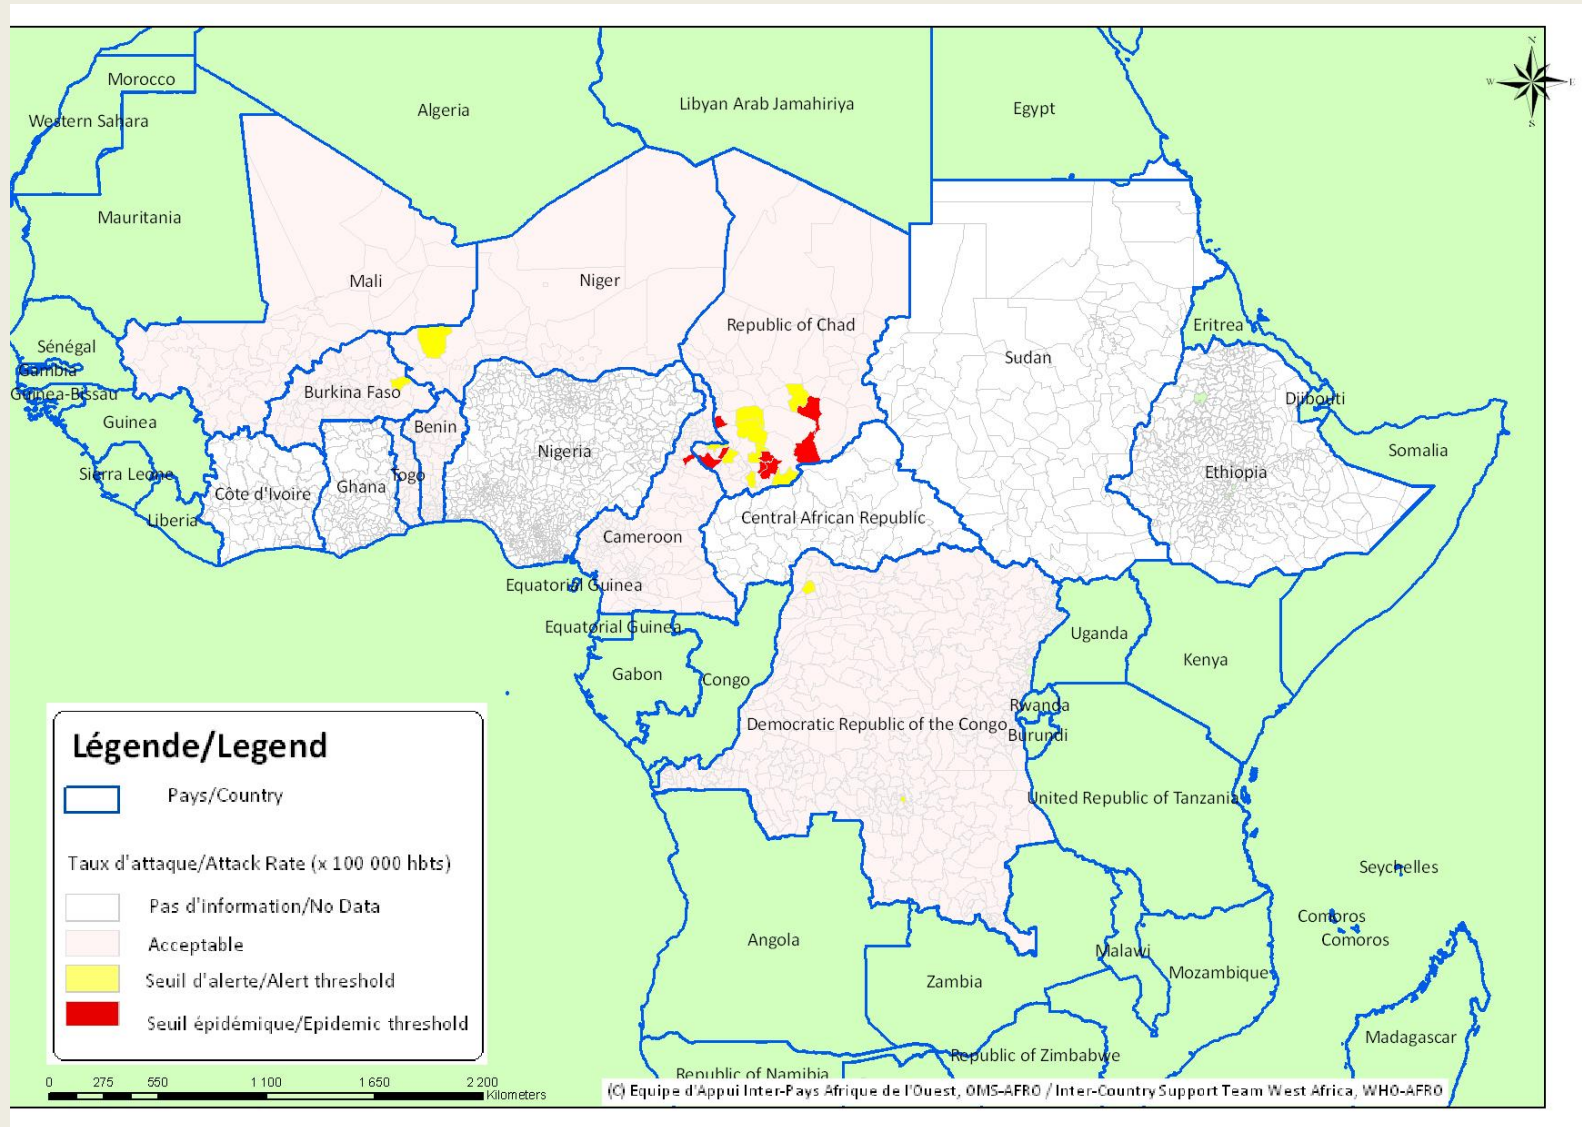 N
W
E
S
Morocco
Algeria
Libyan Arab Jamahiriya
Egypt
Western Sahara
Mauritania
Mali
Niger
Republic of Chad
Sudan
Eritrea
Sénégal
Gambia
Guinea-Bissau
Burkina Faso
Djibouti
Guinea
Benin
Nigeria
Somalia
Sierra Leone
Togo
Côte d'Ivoire
Ghana
Ethiopia
Liberia
Central African Republic
Cameroon
Equatorial Guinea
Equatorial Guinea
Uganda
Kenya
Gabon
Congo
Rwanda
Democratic Republic of the Congo
Burundi
United Republic of Tanzania
Seychelles
Comoros
Comoros
Angola
Malawi
Zambia
Mozambique
Madagascar
Republic of Zimbabwe
Republic of Namibia
Légende/Legend
Pays/Country
Taux d'attaque/Attack Rate (x 100 000 hbts)
Pas d'information/No Data
Acceptable
Seuil d'alerte/Alert threshold
Seuil épidémique/Epidemic threshold
0 275 550 1 100 1 650 2 200
Kilometers
(C) Equipe d'Appui Inter-Pays Afrique de l'Ouest, OMS-AFRO / Inter-Country Support Team West Africa, WHO-AFRO